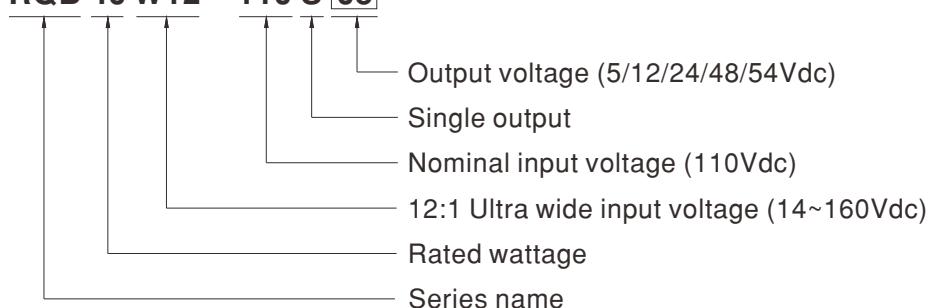 Output voltage (5/12/24/48/54Vdc)
Single output
Nominal input voltage (110Vdc)
12:1 Ultra wide input voltage (14~160Vdc)
Rated wattage
Series name